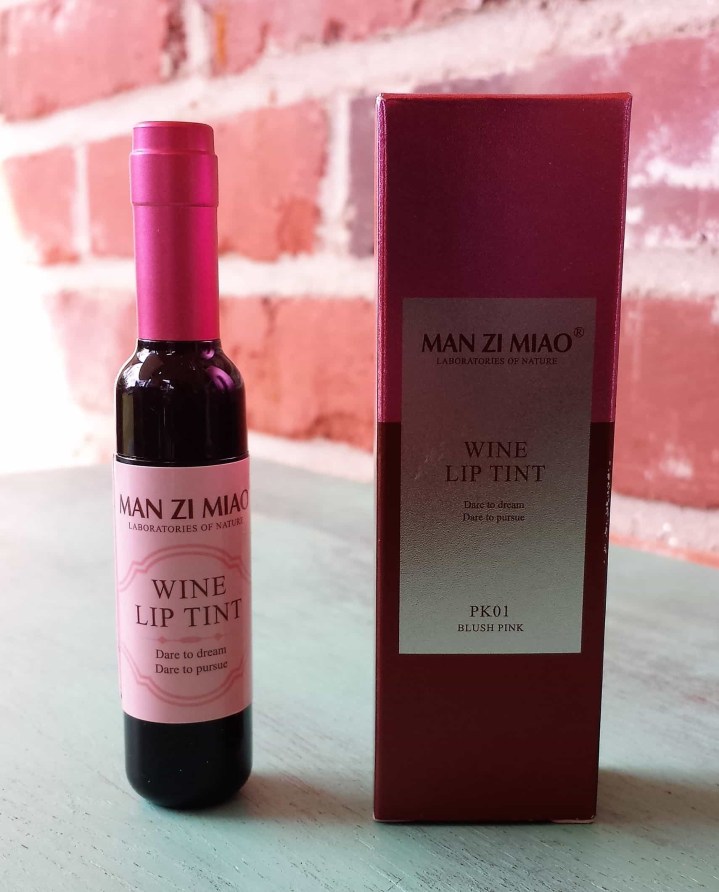 MAN ZI MIAO
LABORATORIES OF NATURE
WINE
LIP TINT
Dare to dream
Dare to pursue
MAN ZI MIAO®
LABORATORIES OF NATURE
WINE
LIP TINT
Dare to dream
Dare to pursue
PK01
BLUSH PINK